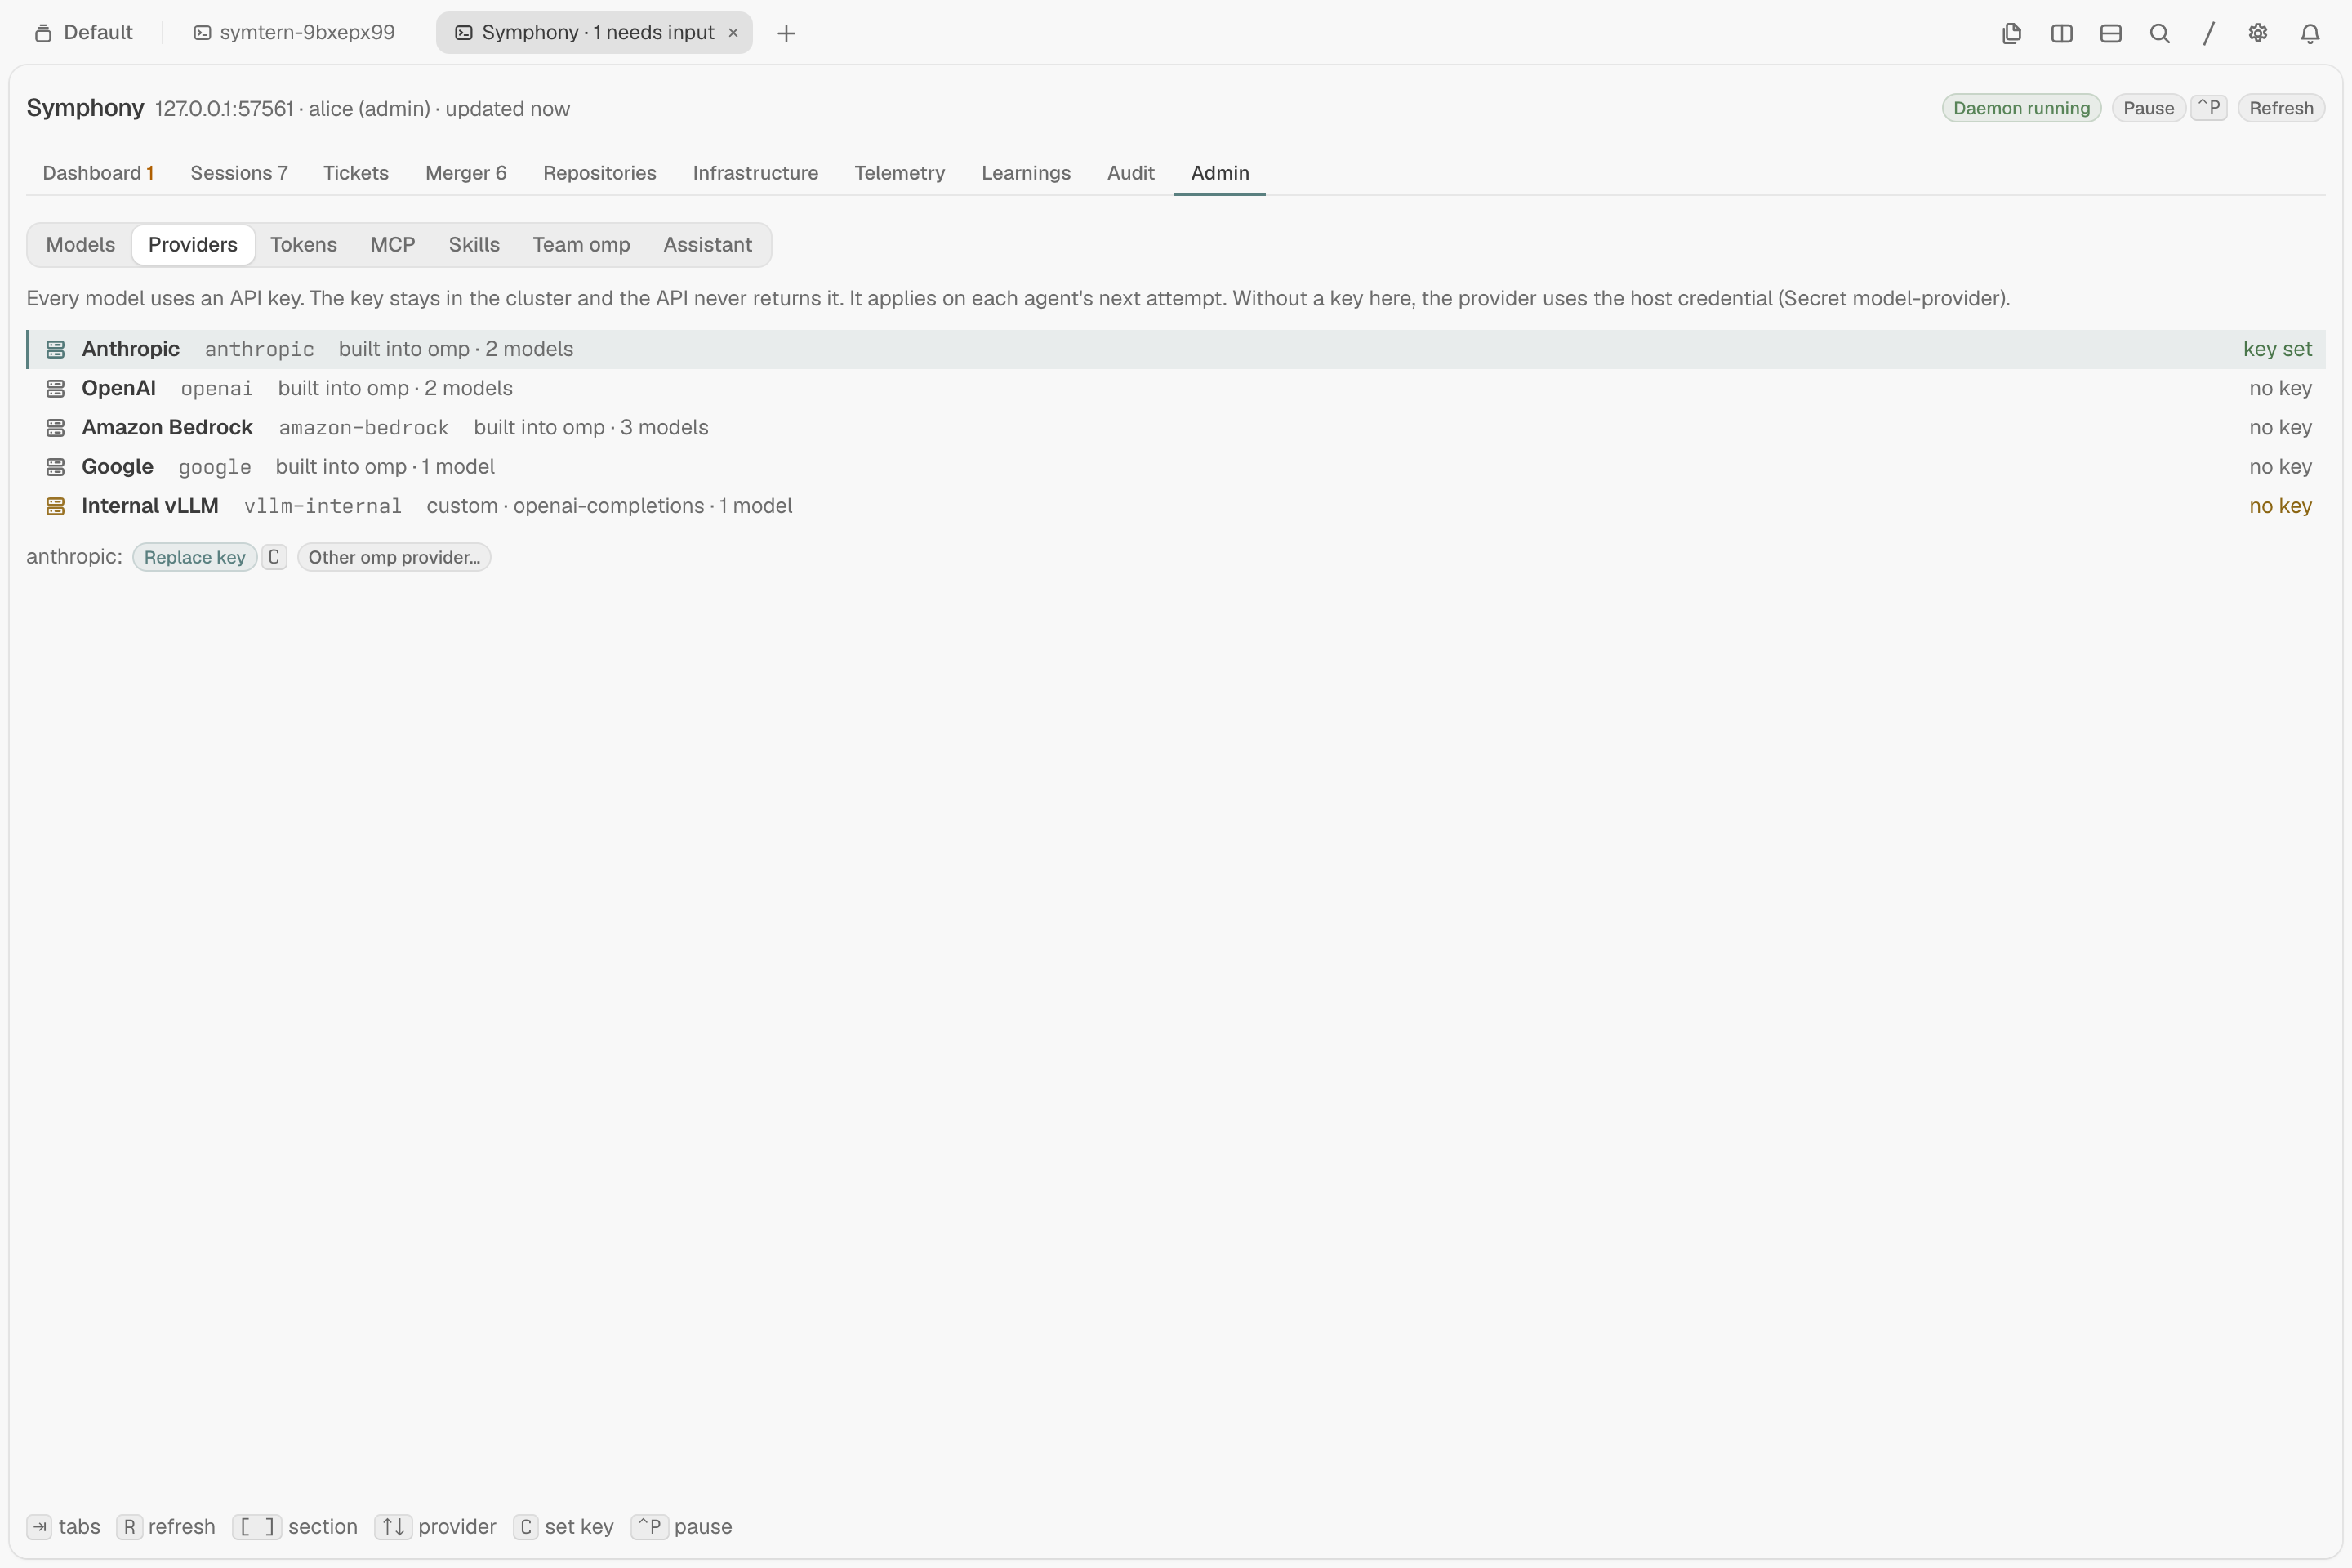 Default symtern-9bxepx99 Symphony · 1 needs input × +
Symphony 127.0.0.1:57561 · alice (admin) · updated now Daemon running Pause ^P Refresh
Dashboard 1 Sessions 7 Tickets Merger 6 Repositories Infrastructure Telemetry Learnings Audit Admin
Models Providers Tokens MCP Skills Team omp Assistant
Every model uses an API key. The key stays in the cluster and the API never returns it. It applies on each agent's next attempt. Without a key here, the provider uses the host credential (Secret model-provider).
Anthropic anthropic built into omp · 2 models key set
OpenAI openai built into omp · 2 models no key
Amazon Bedrock amazon-bedrock built into omp · 3 models no key
Google google built into omp · 1 model no key
Internal vLLM vllm-internal custom · openai-completions · 1 model no key
anthropic: Replace key C Other omp provider...
⇥ tabs R refresh [ ] section ↑↓ provider C set key ^P pause